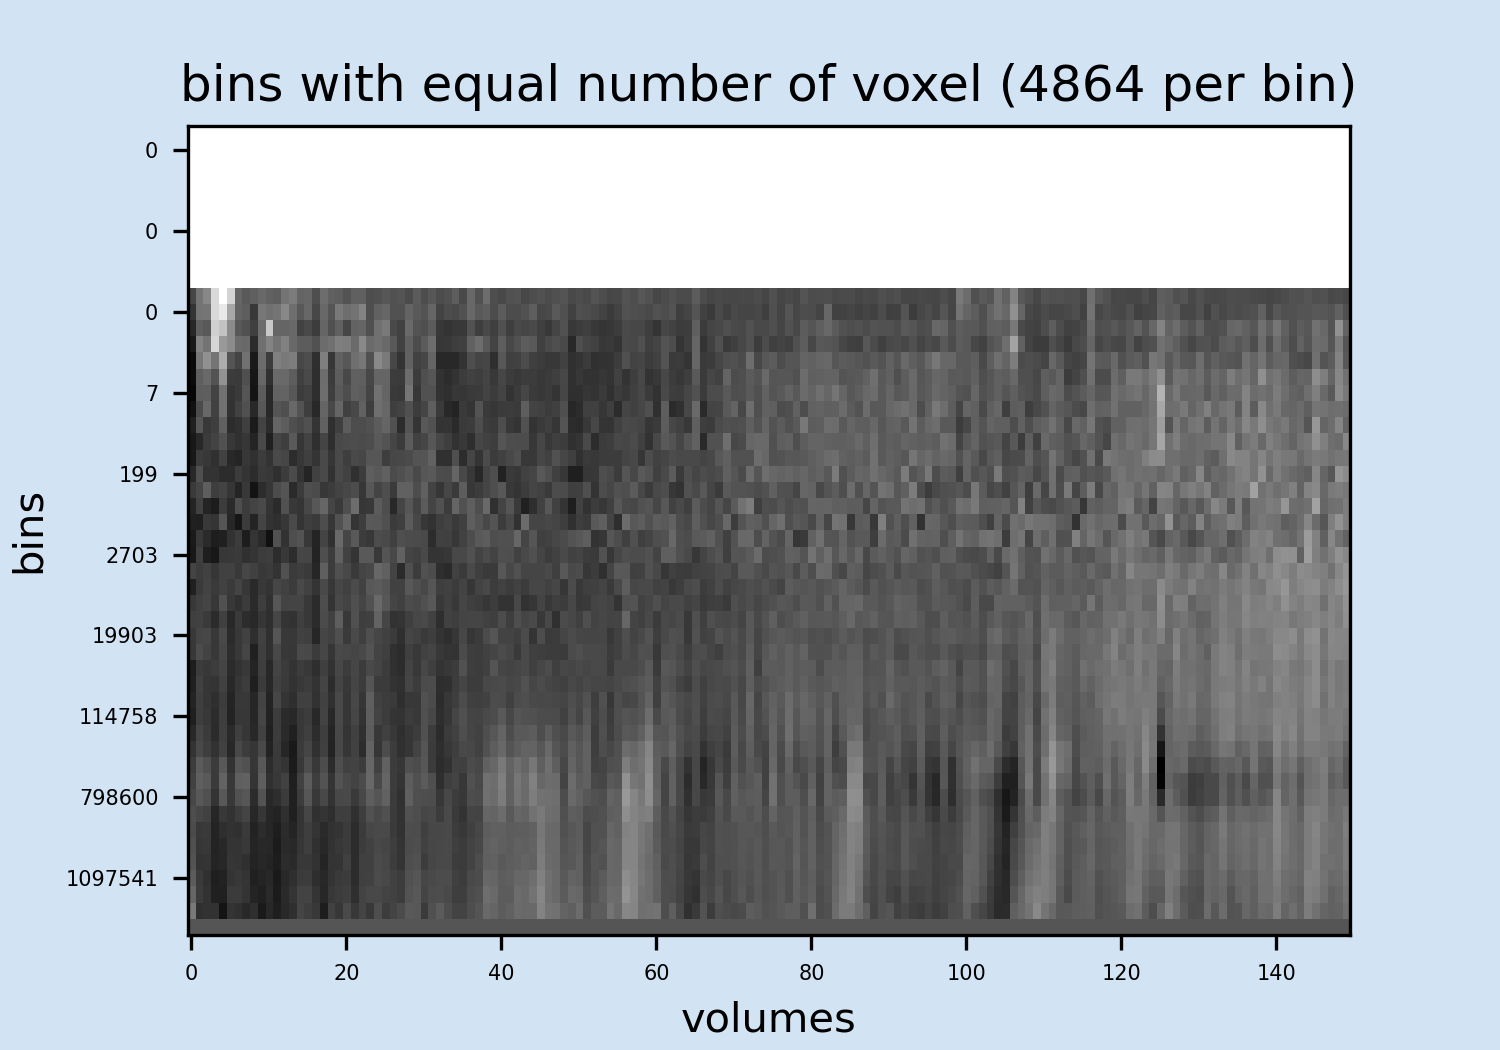 bins with equal number of voxel (4864 per bin)
0
0
0
7
199
2703
19903
114758
798600
1097541
bins
0 20 40 60 80 100 120 140
volumes